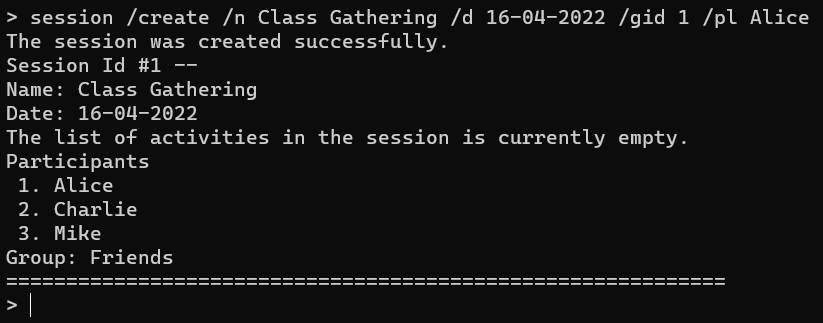 > session /create /n Class Gathering /d 16-04-2022 /gid 1 /pl Alice
The session was created successfully.
Session Id #1 --
Name: Class Gathering
Date: 16-04-2022
The list of activities in the session is currently empty.
Participants
 1. Alice
 2. Charlie
 3. Mike
Group: Friends
============================================================
>